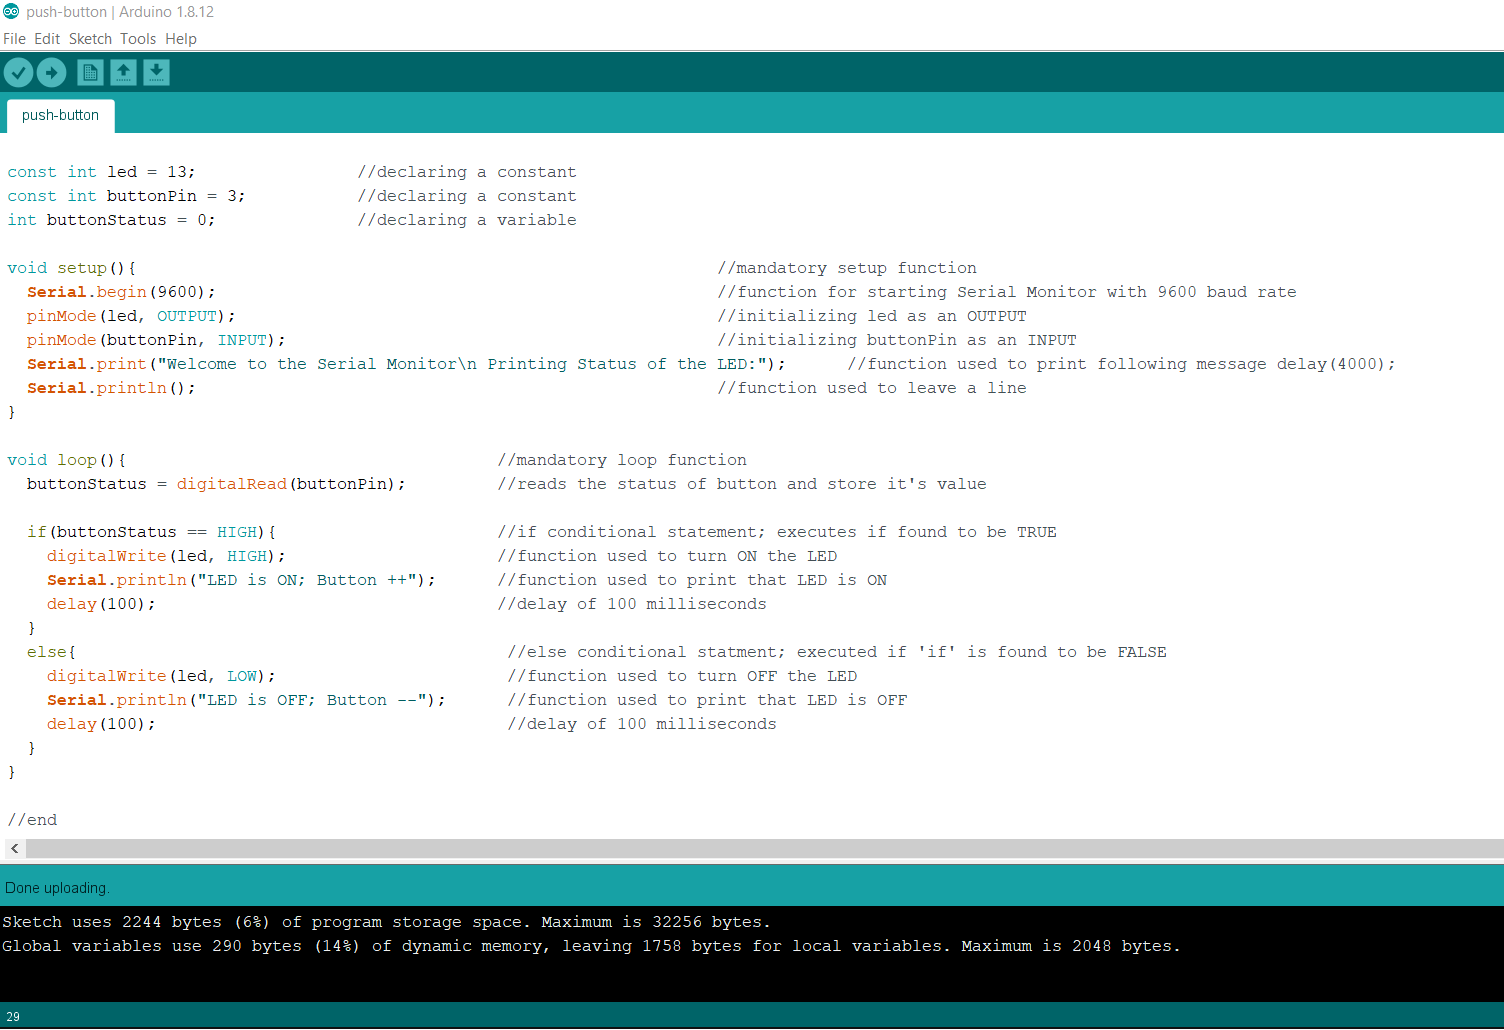 push-button | Arduino 1.8.12
File Edit Sketch Tools Help
push-button
const int led = 13; //declaring a constant
const int buttonPin = 3; //declaring a constant
int buttonStatus = 0; //declaring a variable
void setup(){ //mandatory setup function
Serial.begin(9600); //function for starting Serial Monitor with 9600 baud rate
pinMode(led, OUTPUT); //initializing led as an OUTPUT
pinMode(buttonPin, INPUT); //initializing buttonPin as an INPUT
Serial.print("Welcome to the Serial Monitor\n Printing Status of the LED:"); //function used to print following message delay(4000);
Serial.println(); //function used to leave a line
}
void loop(){ //mandatory loop function
buttonStatus = digitalRead(buttonPin); //reads the status of button and store it's value
if(buttonStatus == HIGH){ //if conditional statement; executes if found to be TRUE
digitalWrite(led, HIGH); //function used to turn ON the LED
Serial.println("LED is ON; Button ++"); //function used to print that LED is ON
delay(100); //delay of 100 milliseconds
}
else{ //else conditional statment; executed if 'if' is found to be FALSE
digitalWrite(led, LOW); //function used to turn OFF the LED
Serial.println("LED is OFF; Button --"); //function used to print that LED is OFF
delay(100); //delay of 100 milliseconds
}
}
//end
Done uploading.
Sketch uses 2244 bytes (6%) of program storage space. Maximum is 32256 bytes.
Global variables use 290 bytes (14%) of dynamic memory, leaving 1758 bytes for local variables. Maximum is 2048 bytes.
29